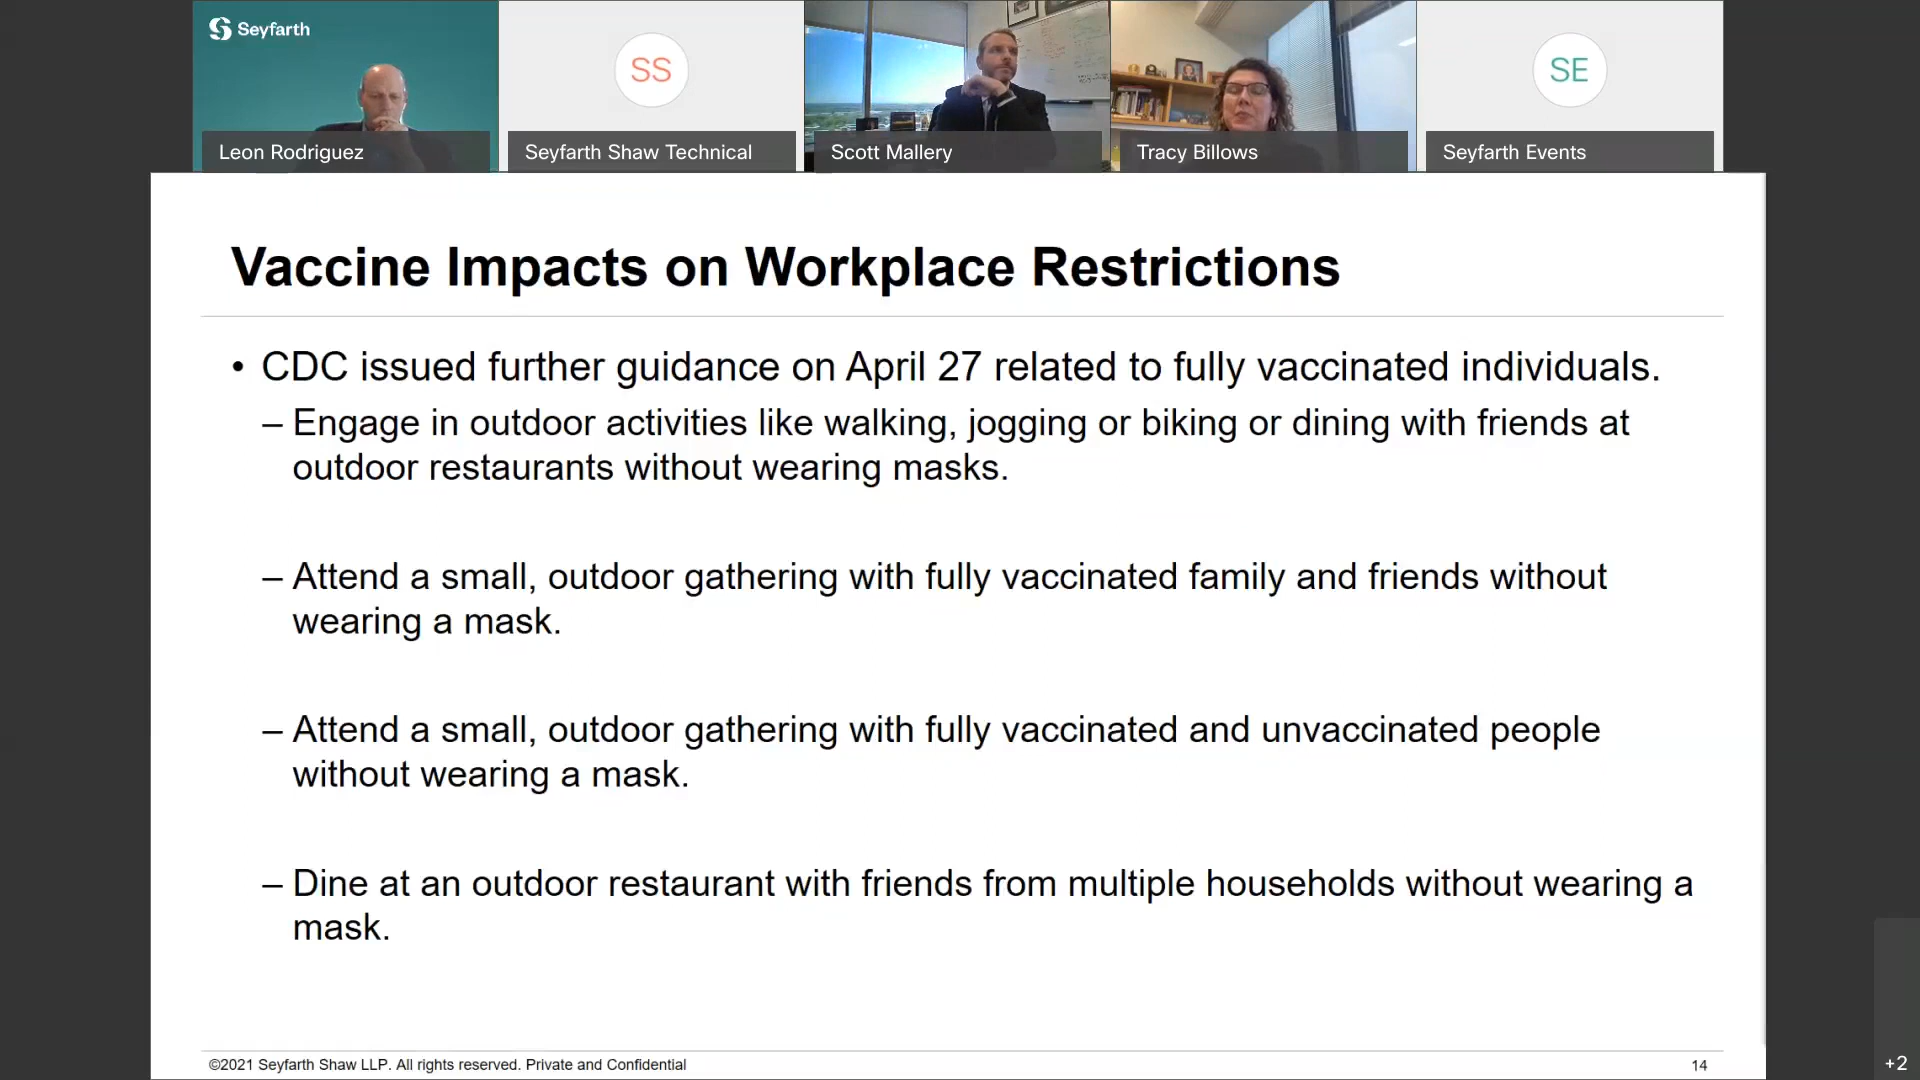 Seyfarth
SS
SE
Leon Rodriguez
Seyfarth Shaw Technical
Scott Mallery
Tracy Billows
Seyfarth Events
Vaccine Impacts on Workplace Restrictions
• CDC issued further guidance on April 27 related to fully vaccinated individuals.
– Engage in outdoor activities like walking, jogging or biking or dining with friends at
outdoor restaurants without wearing masks.
– Attend a small, outdoor gathering with fully vaccinated family and friends without
wearing a mask.
– Attend a small, outdoor gathering with fully vaccinated and unvaccinated people
without wearing a mask.
– Dine at an outdoor restaurant with friends from multiple households without wearing a
mask.
©2021 Seyfarth Shaw LLP. All rights reserved. Private and Confidential
14
+2